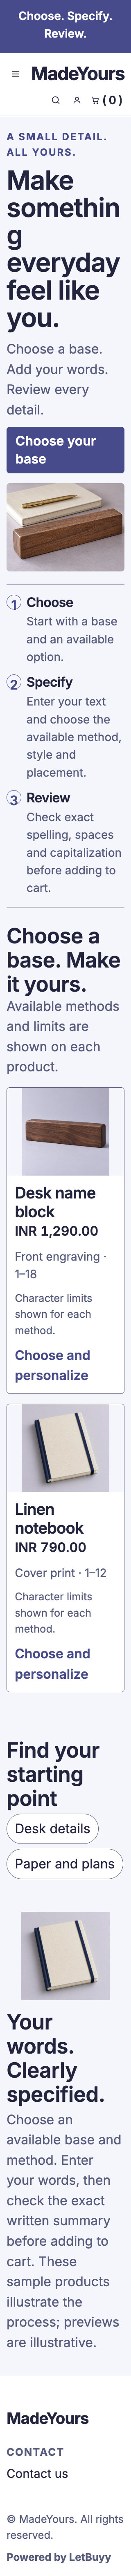 Choose. Specify.
Review.
MadeYours
( 0 )
A SMALL DETAIL.
ALL YOURS.
Make
somethin
g
everyday
feel like
you.
Choose a base.
Add your words.
Review every
detail.
Choose your
base
1 Choose
Start with a base
and an available
option.
2 Specify
Enter your text
and choose the
available method,
style and
placement.
3 Review
Check exact
spelling, spaces
and capitalization
before adding to
cart.
Choose a
base. Make
it yours.
Available methods
and limits are
shown on each
product.
Desk name
block
INR 1,290.00
Front engraving ·
1–18
Character limits
shown for each
method.
Choose and
personalize
Linen
notebook
INR 790.00
Cover print · 1–12
Character limits
shown for each
method.
Choose and
personalize
Find your
starting
point
Desk details
Paper and plans
Your
words.
Clearly
specified.
Choose an
available base and
method. Enter
your words, then
check the exact
written summary
before adding to
cart. These
sample products
illustrate the
process; previews
are illustrative.
MadeYours
CONTACT
Contact us
© MadeYours. All rights
reserved.
Powered by LetBuyy